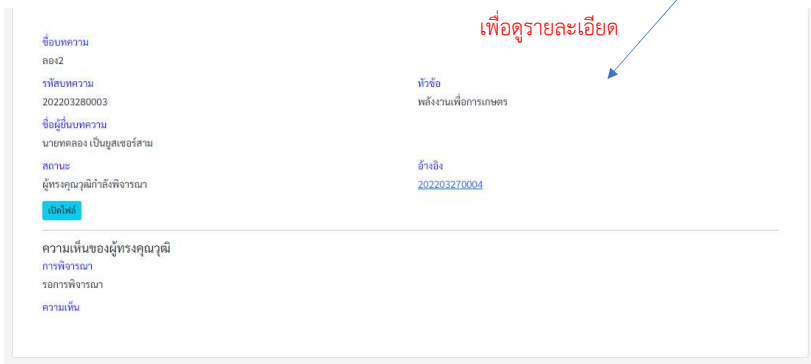 เพื่อดูรายละเอียด
ชื่อบทความ
ลอง2
รหัสบทความ
หัวข้อ
202203280003
พลังงานเพื่อการเกษตร
ชื่อผู้ยื่นบทความ
นายทดลอง เป็นยูสเซอร์สาม
สถานะ
อ้างอิง
ผู้ทรงคุณวุฒิกำลังพิจารณา
202203270004
เปิดไฟล์
ความเห็นของผู้ทรงคุณวุฒิ
การพิจารณา
รอการพิจารณา
ความเห็น